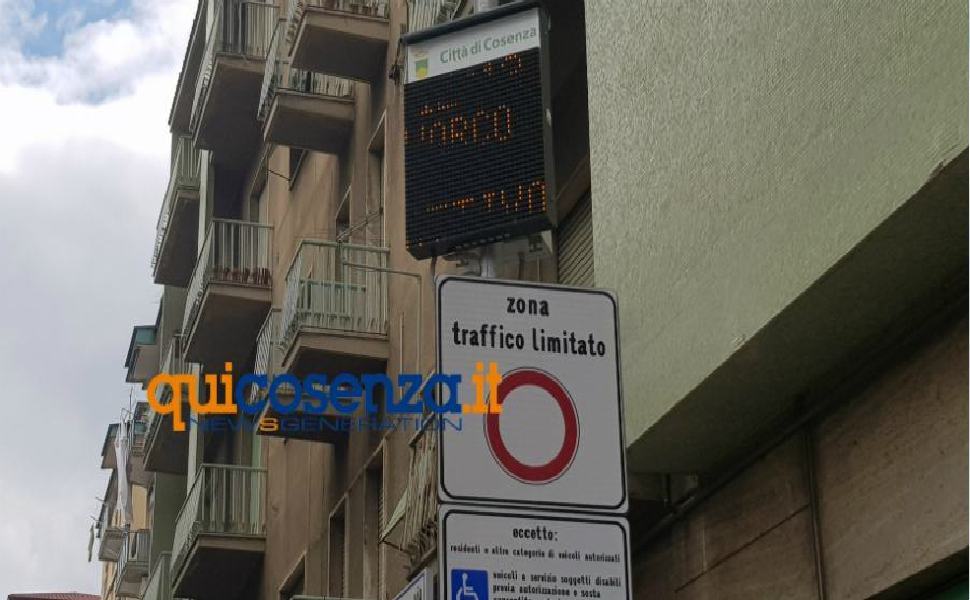 Città di Cosenza
VARCO
zona
traffico limitato
quicosenza.it
NEWSGENERATION
eccetto:
residenti e altre categorie di veicoli autorizzati
veicoli a servizio soggetti disabili
previa autorizzazione e sosta